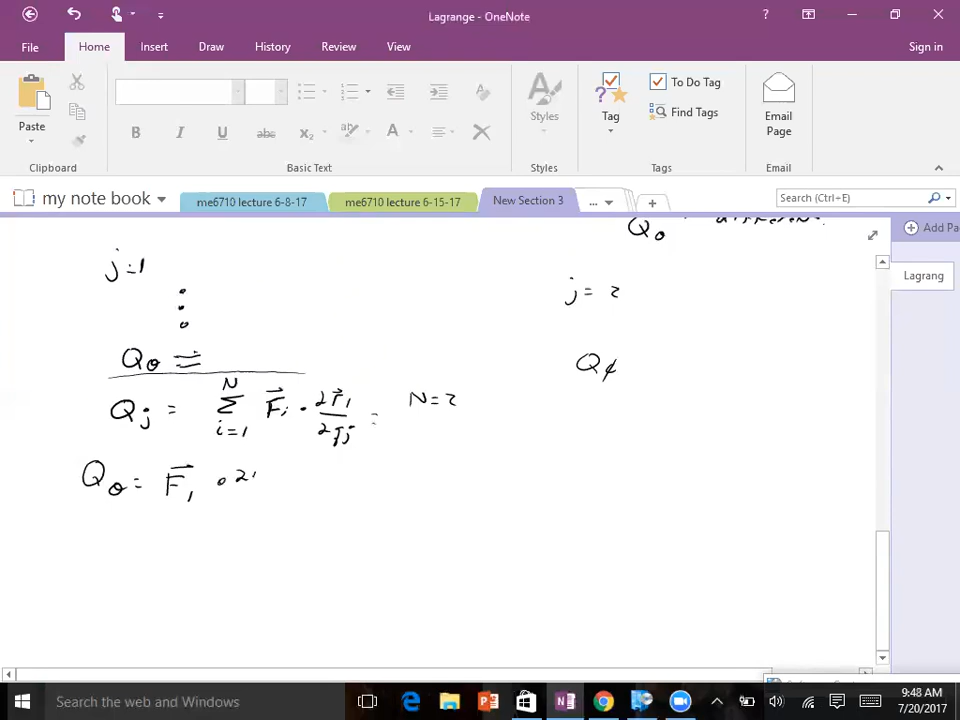 Lagrange - OneNote
?
File
Home
Insert
Draw
History
Review
View
Sign in
Paste
B I U abc x₂ A
Styles
Tag
To Do Tag
Find Tags
Email
Page
Clipboard
Basic Text
Styles
Tags
Email
my note book
me6710 lecture 6-8-17
me6710 lecture 6-15-17
New Section 3
...
+
Search (Ctrl+E)
Add Pa
Lagrang
j=1
Qθ
j = 2
Qθ =
Qφ
Qj = Σ N i=1 F⃗i · ∂r⃗i/∂qj =
N=2
Qθ = F⃗1 ·
Search the web and Windows
9:48 AM
7/20/2017